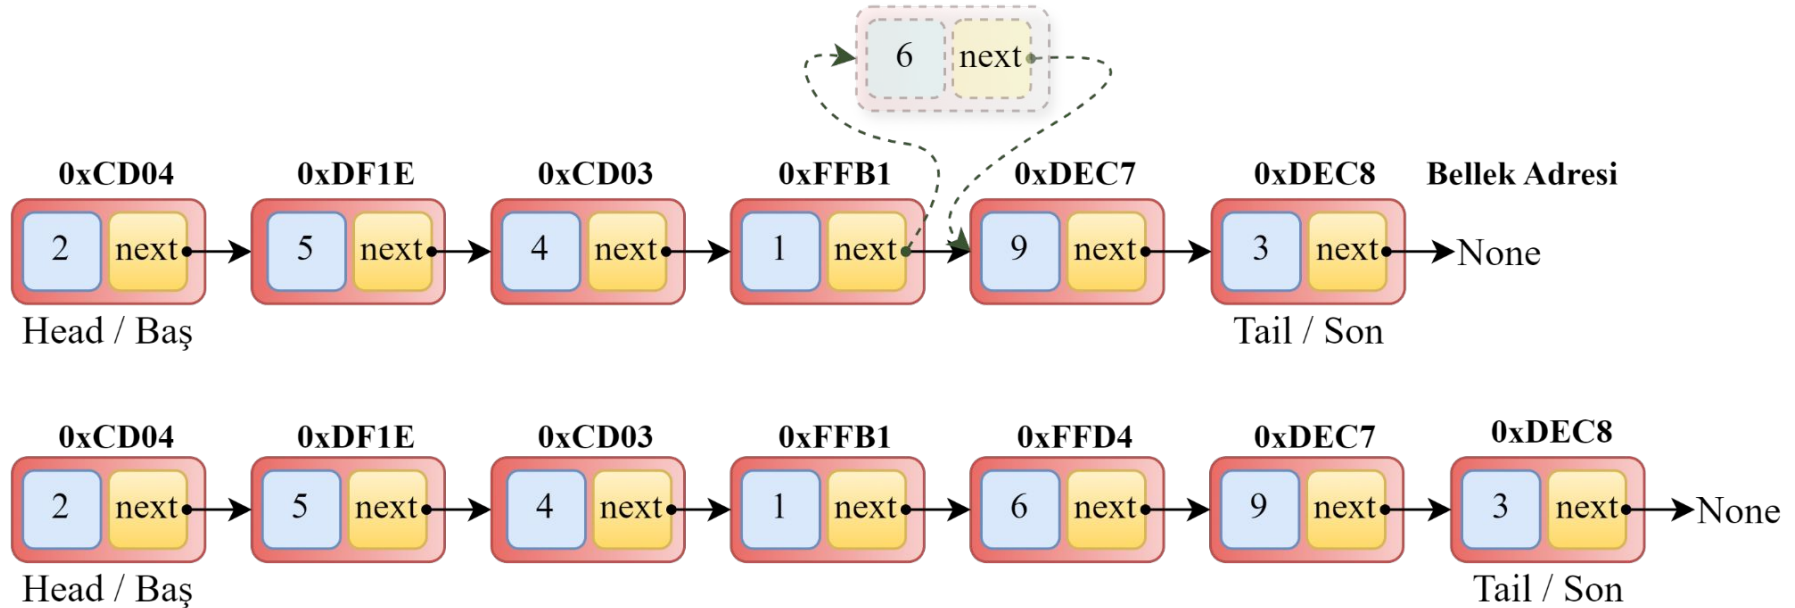 6 next
0xCD04 0xDF1E 0xCD03 0xFFB1 0xDEC7 0xDEC8 Bellek Adresi
2 next 5 next 4 next 1 next 9 next 3 next None
Head / Baş Tail / Son
0xCD04 0xDF1E 0xCD03 0xFFB1 0xFFD4 0xDEC7 0xDEC8
2 next 5 next 4 next 1 next 6 next 9 next 3 next None
Head / Baş Tail / Son